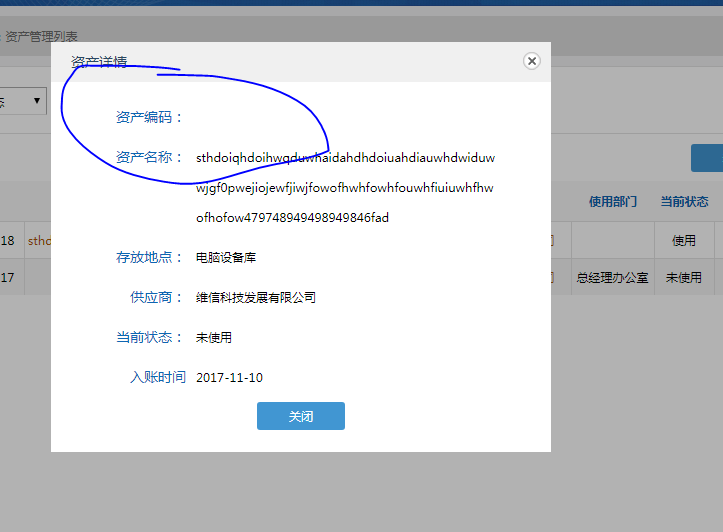 资产管理列表
资产详情
态
资产编码：
资产名称： sthdoiqhdoihwqduwhaidahdhdoiuahdiauwhdwiduw
wjgf0pwejiojewfjiwjfowofhwhfowhfouwhfiuiuwhfhw
ofhofow479748949498949846fad
使用部门 当前状态
18 sthd 使用
存放地点： 电脑设备库
17 总经理办公室 未使用
供应商： 维信科技发展有限公司
当前状态： 未使用
入账时间 2017-11-10
关闭